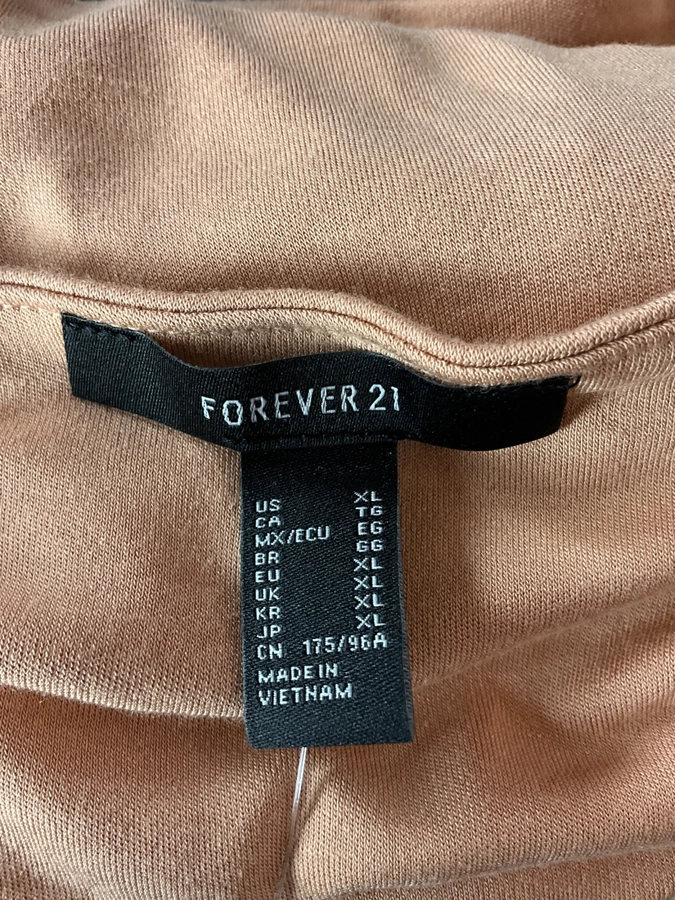 FOREVER 21
US XL
CA TG
MX/ECU EG
BR GG
EU XL
UK XL
KR XL
JP XL
CN 175/96A
MADE IN
VIETNAM